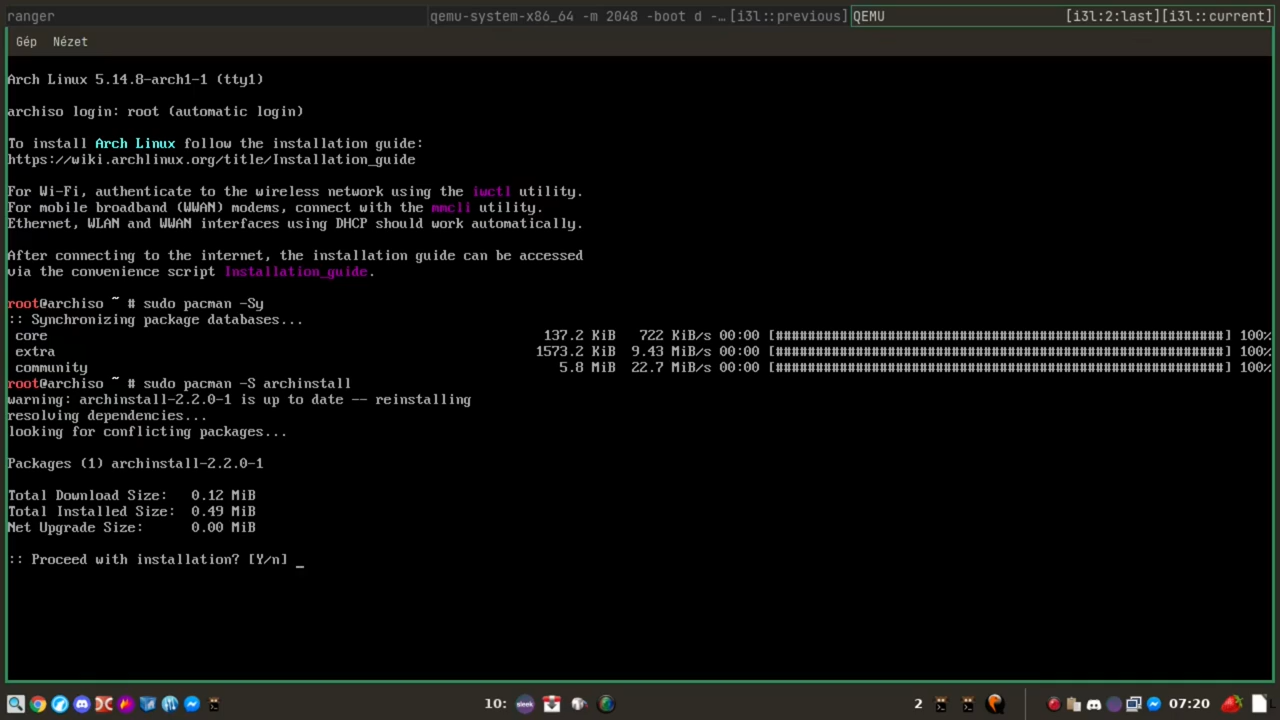 ranger
qemu-system-x86_64 -m 2048 -boot d -…
[i3l::previous]
QEMU
[i3l:2:last][i3l::current]
Gép Nézet
Arch Linux 5.14.8-arch1-1 (tty1)
archiso login: root (automatic login)
To install Arch Linux follow the installation guide:
https://wiki.archlinux.org/title/Installation_guide
For Wi-Fi, authenticate to the wireless network using the iwctl utility.
For mobile broadband (WWAN) modems, connect with the mmcli utility.
Ethernet, WLAN and WWAN interfaces using DHCP should work automatically.
After connecting to the internet, the installation guide can be accessed
via the convenience script Installation_guide.
root@archiso ~ # sudo pacman -Sy
:: Synchronizing package databases...
core 137.2 KiB 722 KiB/s 00:00 [########################################################] 100%
extra 1573.2 KiB 9.43 MiB/s 00:00 [########################################################] 100%
community 5.8 MiB 22.7 MiB/s 00:00 [########################################################] 100%
root@archiso ~ # sudo pacman -S archinstall
warning: archinstall-2.2.0-1 is up to date -- reinstalling
resolving dependencies...
looking for conflicting packages...
Packages (1) archinstall-2.2.0-1
Total Download Size: 0.12 MiB
Total Installed Size: 0.49 MiB
Net Upgrade Size: 0.00 MiB
:: Proceed with installation? [Y/n] _
10: sleek 2 07:20